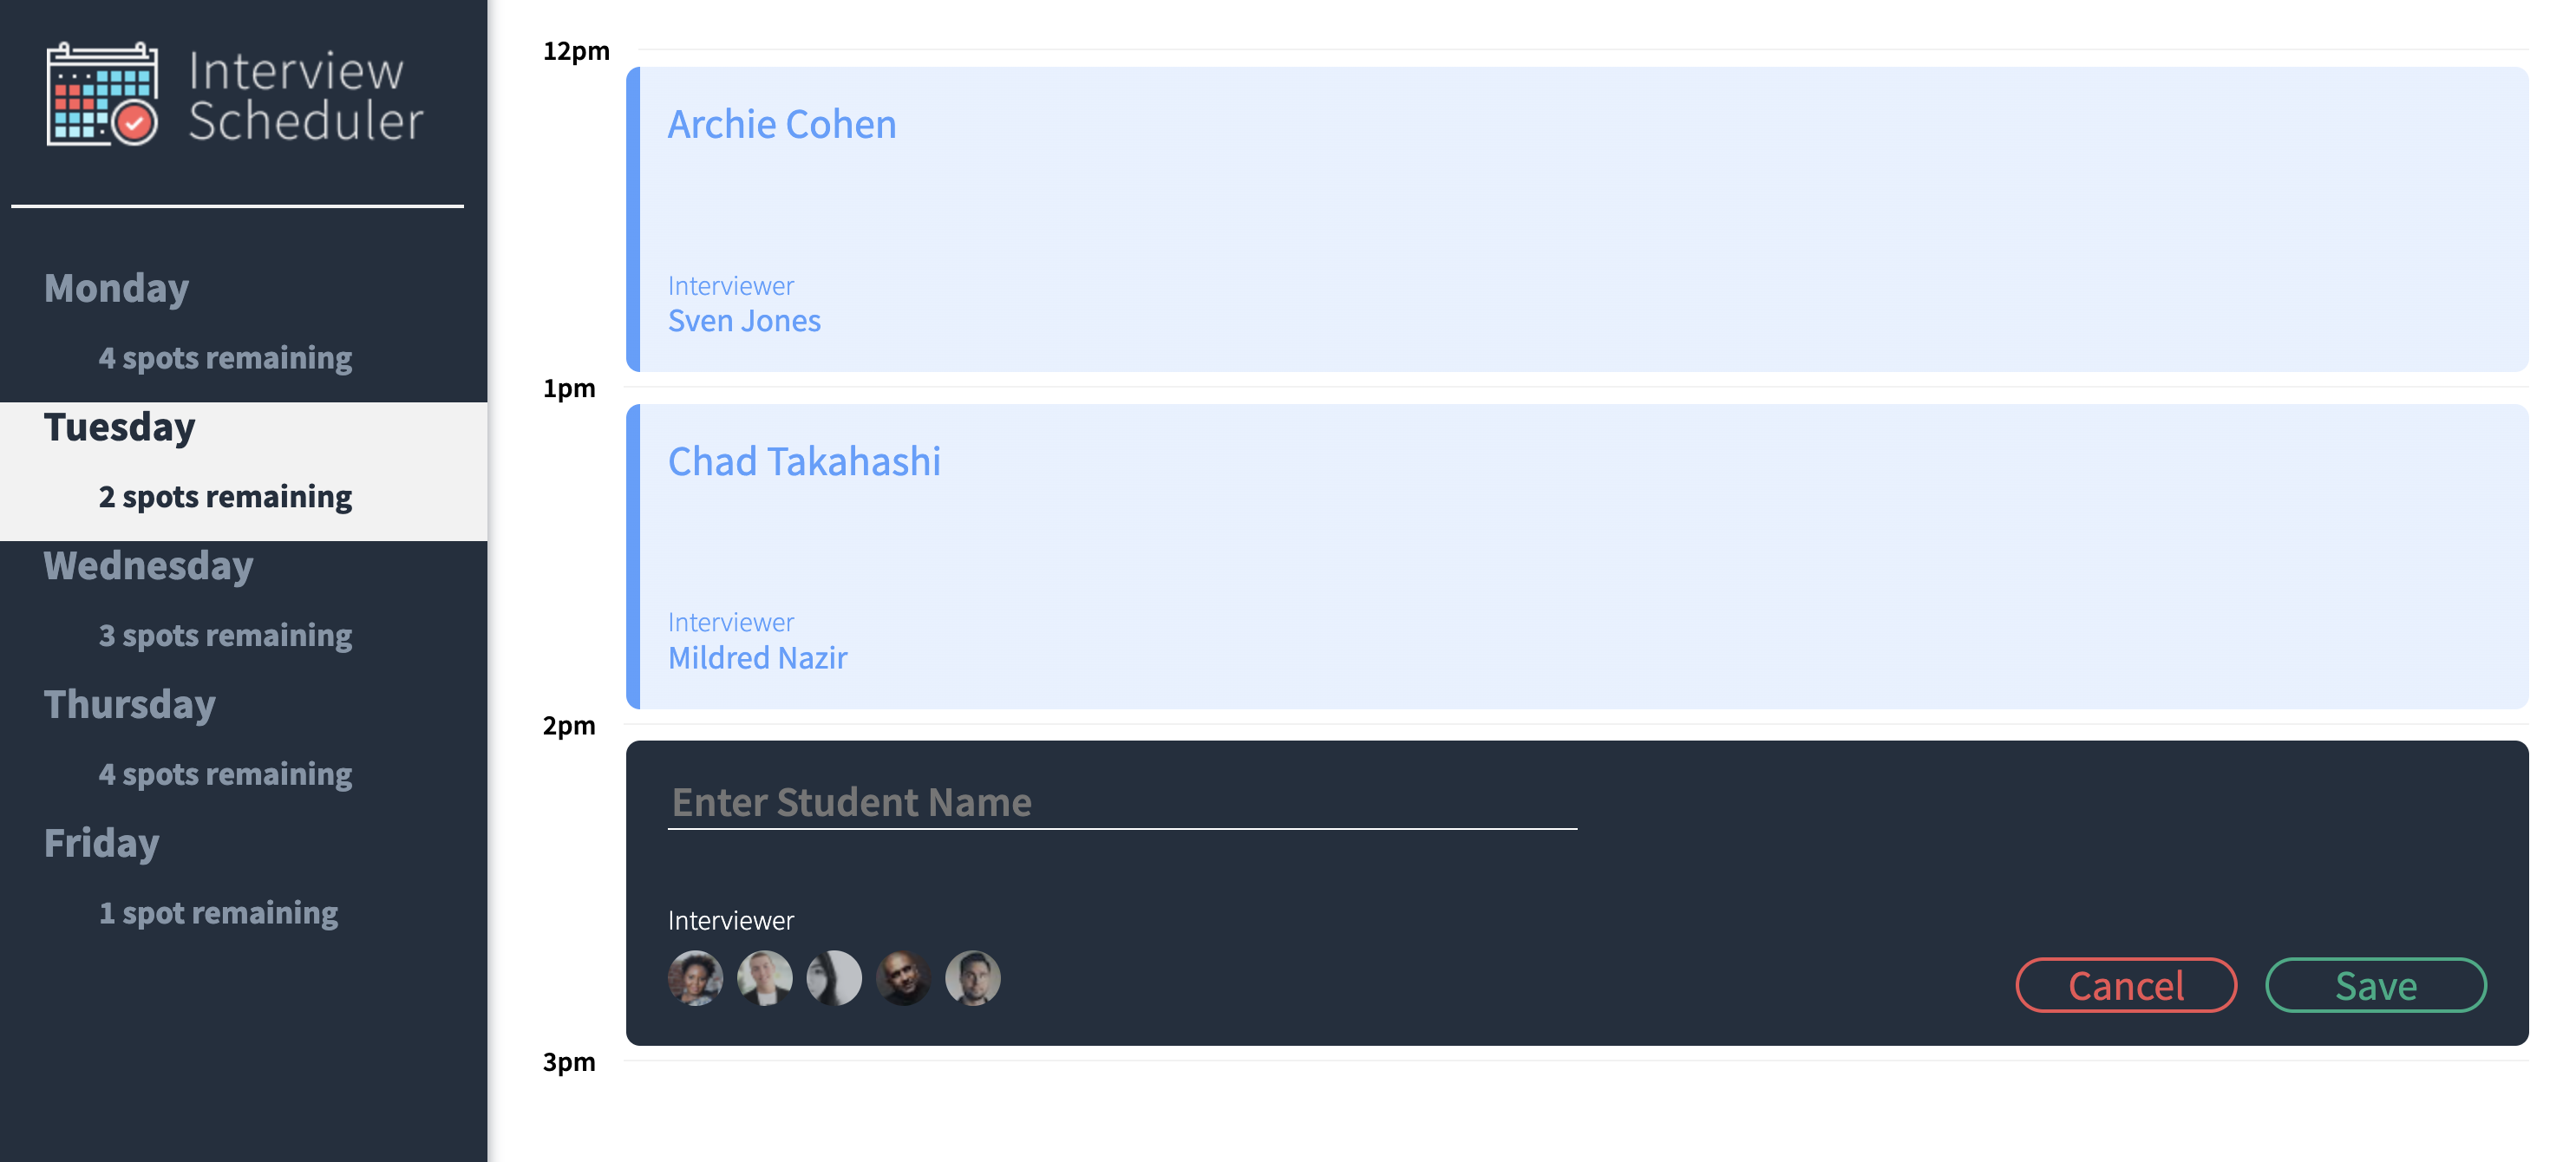 Interview
Scheduler
Monday
4 spots remaining
Tuesday
2 spots remaining
Wednesday
3 spots remaining
Thursday
4 spots remaining
Friday
1 spot remaining
12pm
Archie Cohen
Interviewer
Sven Jones
1pm
Chad Takahashi
Interviewer
Mildred Nazir
2pm
Enter Student Name
Interviewer
Cancel
Save
3pm